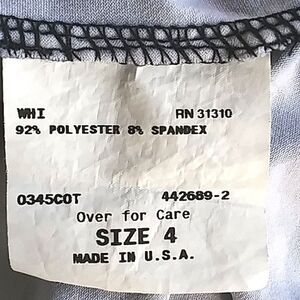 WHI RN 31310
92% POLYESTER 8% SPANDEX
0345COT 442689-2
Over for Care
SIZE 4
MADE IN U.S.A.